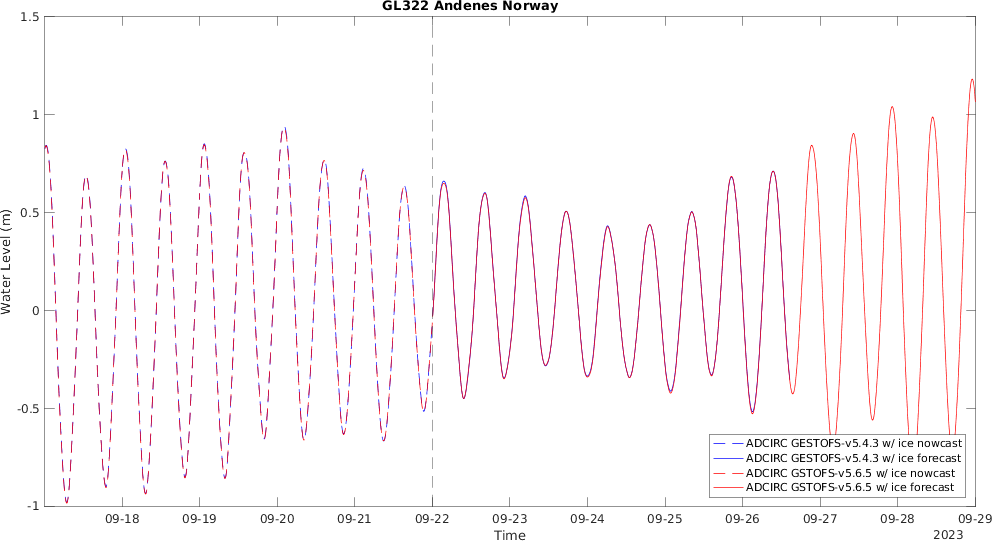 GL322 Andenes Norway
1.5
1
0.5
0
-0.5
-1
Water Level (m)
ADCIRC GESTOFS-v5.4.3 w/ ice nowcast
ADCIRC GESTOFS-v5.4.3 w/ ice forecast
ADCIRC GSTOFS-v5.6.5 w/ ice nowcast
ADCIRC GSTOFS-v5.6.5 w/ ice forecast
09-18 09-19 09-20 09-21 09-22 09-23 09-24 09-25 09-26 09-27 09-28 09-29
Time
2023